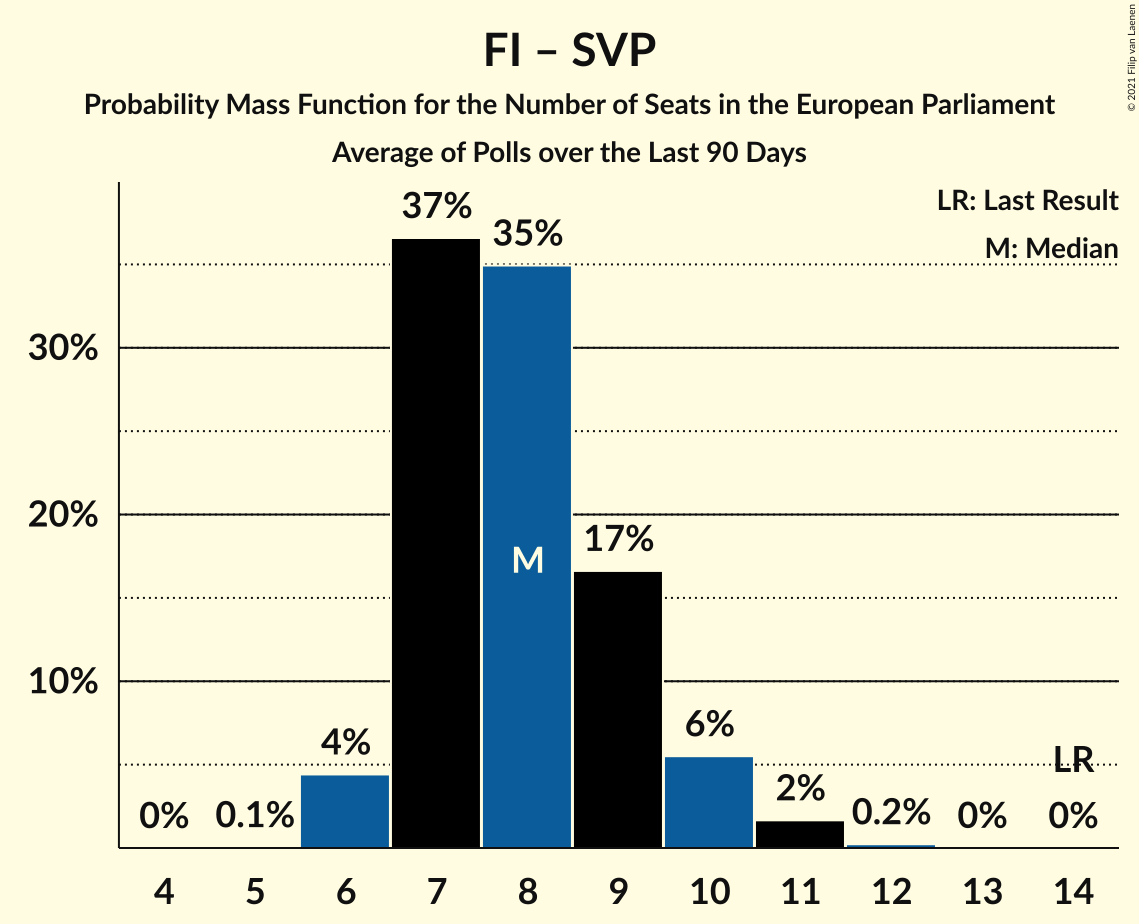 FI – SVP
Probability Mass Function for the Number of Seats in the European Parliament
Average of Polls over the Last 90 Days
© 2021 Filip van Laenen
LR: Last Result
M: Median
37%
35%
30%
20%
17%
M
10%
6%
4%
LR
2%
0% 0.1% 0.2% 0% 0%
4 5 6 7 8 9 10 11 12 13 14